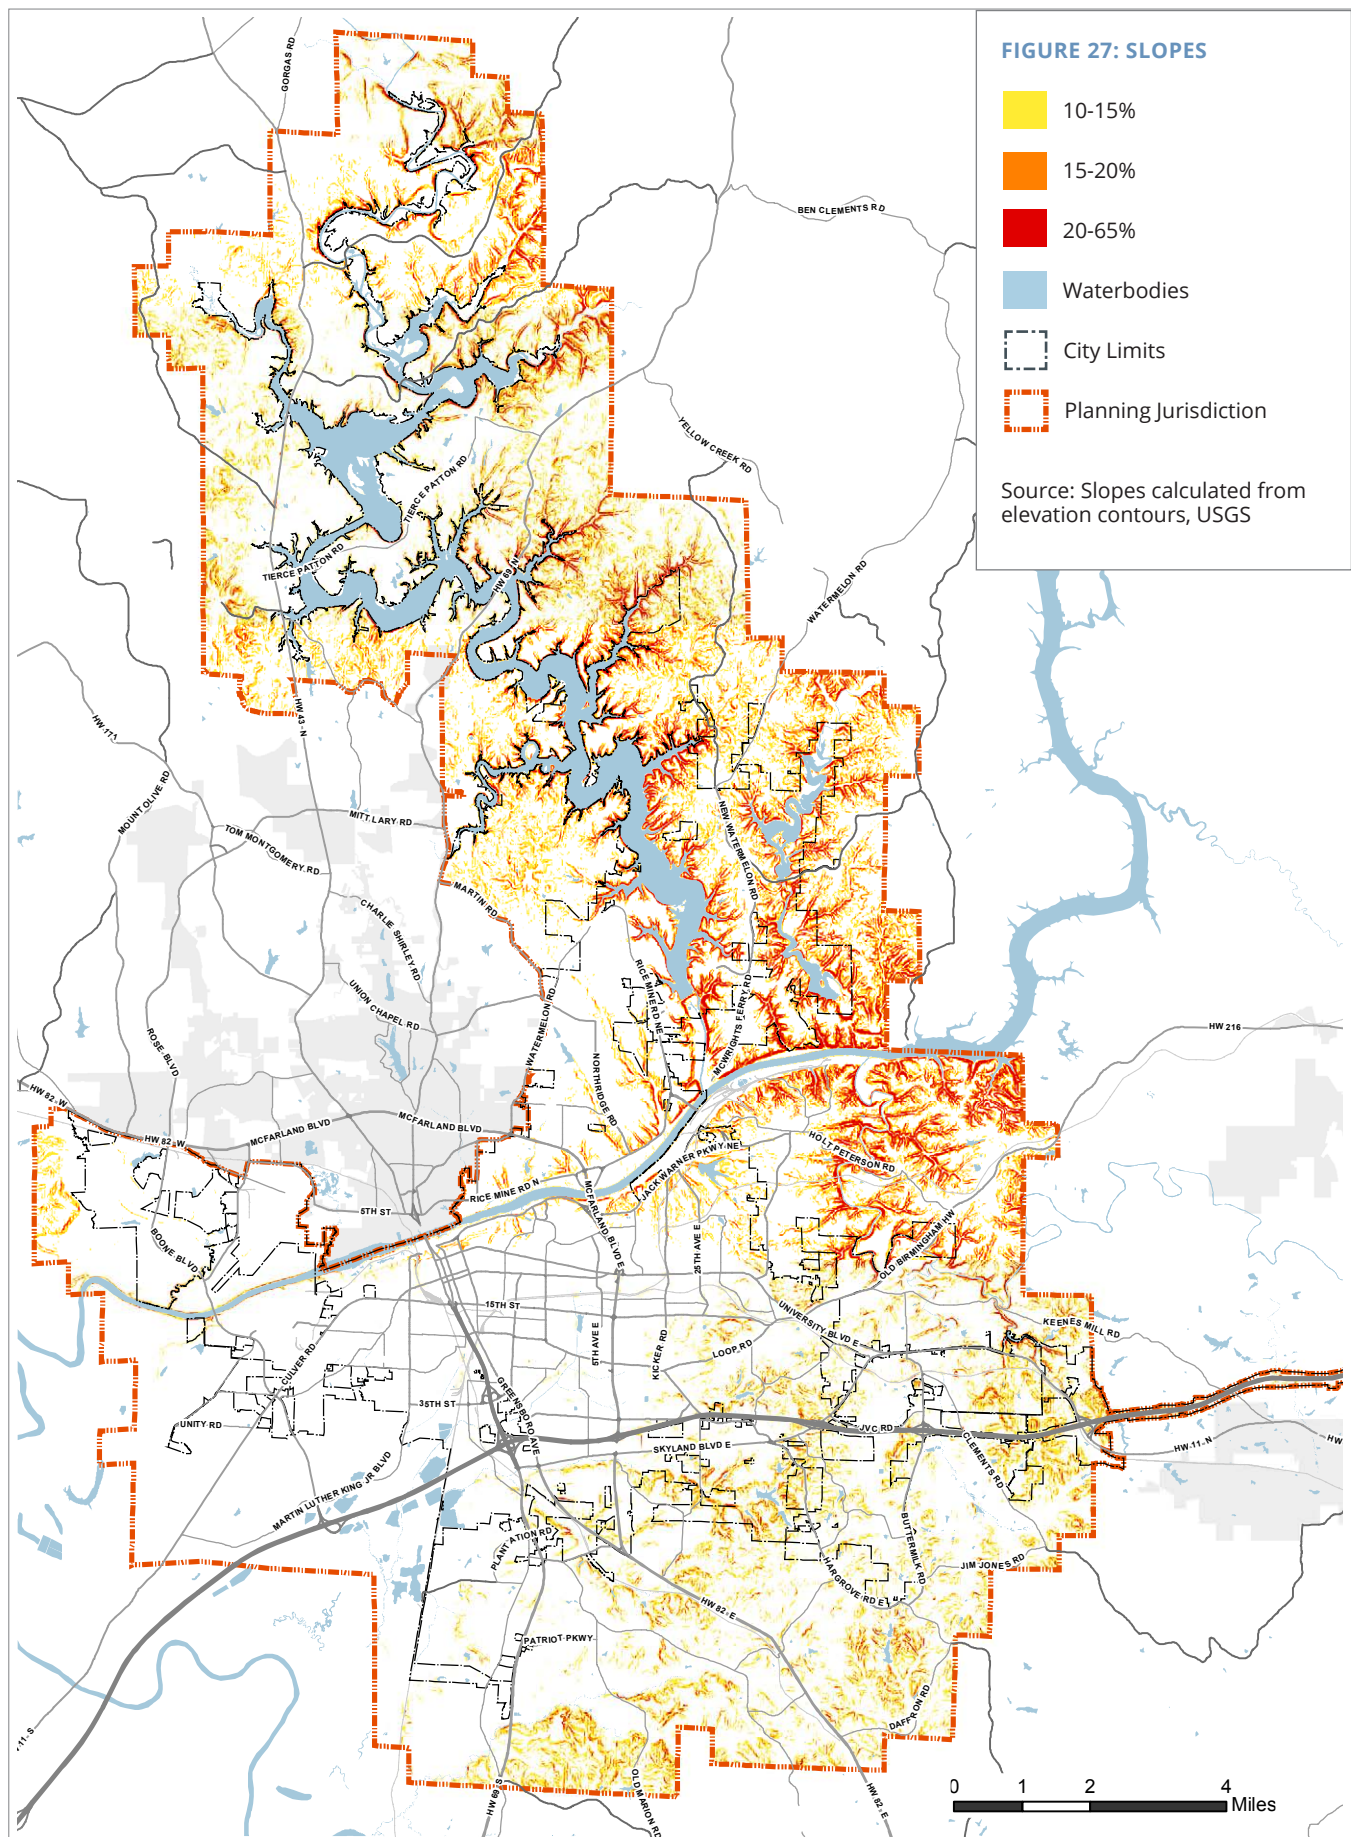 FIGURE 27: SLOPES
10-15%
15-20%
20-65%
Waterbodies
City Limits
Planning Jurisdiction
Source: Slopes calculated from
elevation contours, USGS
GORGAS RD
BEN CLEMENTS RD
YELLOW CREEK RD
TIERCE PATTON RD
TIERCE PATTON RD
HW 69 N
WATERMELON RD
HW 43 N
HW 171
MOUNT OLIVE RD
MITT LARY RD
TOM MONTGOMERY RD
NEW WATERMELON RD
MARTIN RD
CHARLIE SHIRLEY RD
UNION CHAPEL RD
RICE MINE RD NE
WATERMELON RD
MCWRIGHTS FERRY RD
HW 216
ROSE BLVD
NORTHRIDGE RD
HW 82 W
HW 82 W
MCFARLAND BLVD
MCFARLAND BLVD
HOLT PETERSON RD
JACK WARNER PKWY NE
RICE MINE RD N
5TH ST
MCFARLAND BLVD E
BOONE BLVD
25TH AVE E
OLD BIRMINGHAM HW
15TH ST
UNIVERSITY BLVD E
KEENES MILL RD
5TH AVE E
KICKER RD
LOOP RD
CULVER RD
GREENSBORO AVE
35TH ST
UNITY RD
JVC RD
SKYLAND BLVD E
CLEMENTS RD
HW 11 N
HW
MARTIN LUTHER KING JR BLVD
PLANTATION RD
BUTTERMILK RD
HARGROVE RD E
JIM JONES RD
HW 82 E
PATRIOT PKWY
DAFFRON RD
11 S
HW 69 S
OLD MARION RD
HW 82 E
0 1 2 4
Miles